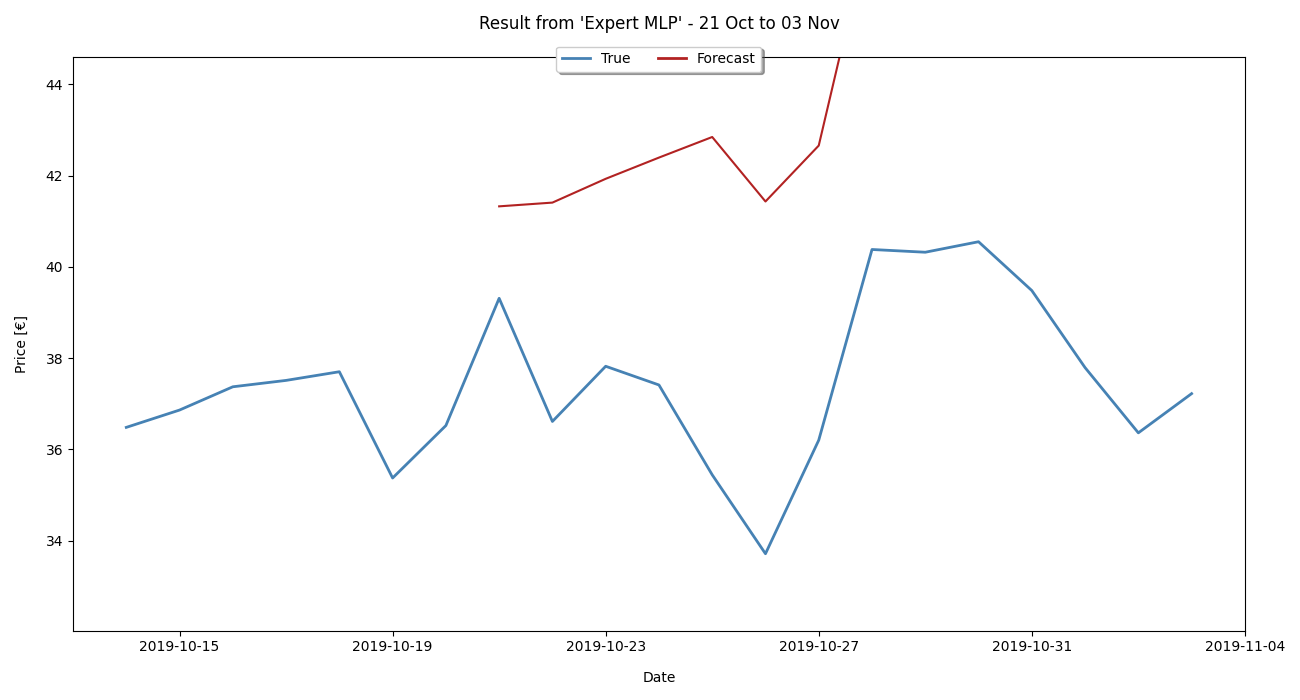 Result from 'Expert MLP' - 21 Oct to 03 Nov
True Forecast
44
42
40
38
36
34
Price [€]
2019-10-15 2019-10-19 2019-10-23 2019-10-27 2019-10-31 2019-11-04
Date